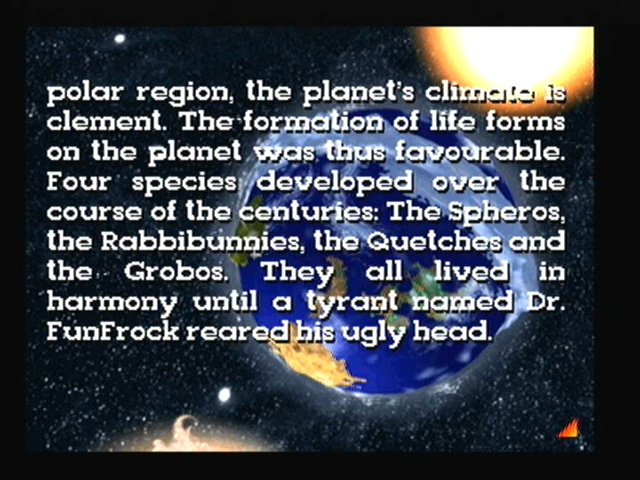 polar region, the planet's climate is
clement. The formation of life forms
on the planet was thus favourable.
Four species developed over the
course of the centuries: The Spheros,
the Rabbibunnies, the Quetches and
the Grobos. They all lived in
harmony until a tyrant named Dr.
FunFrock reared his ugly head.